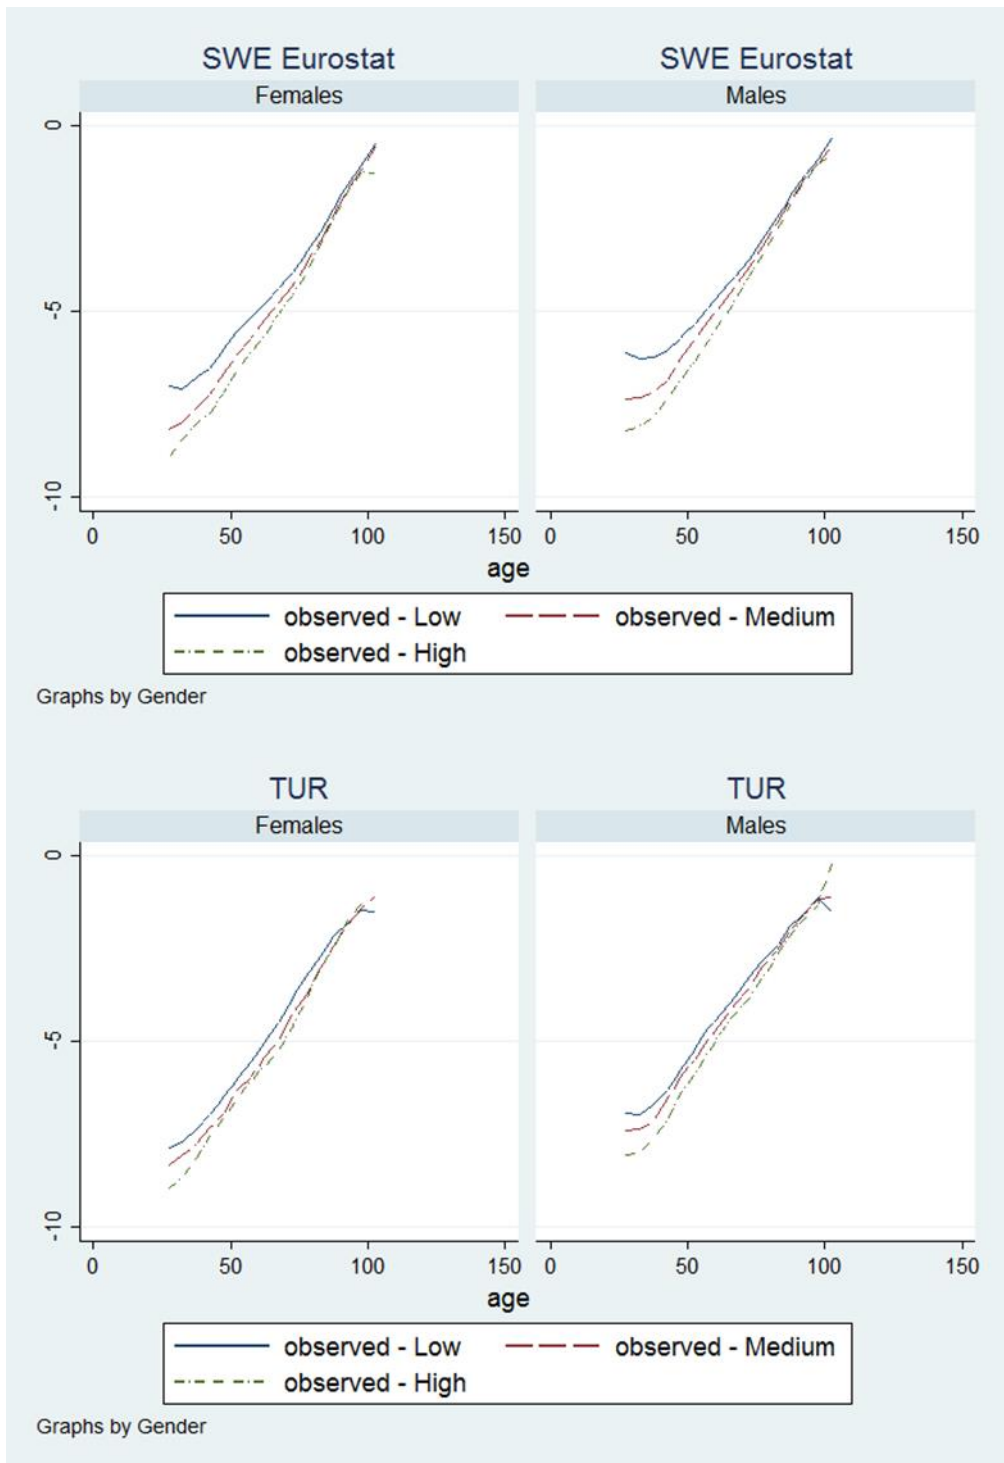 SWE Eurostat SWE Eurostat
Females Males
0
-5
-10
0 50 100 150 0 50 100 150
age
observed - Low observed - Medium
observed - High
Graphs by Gender
TUR TUR
Females Males
0
-5
-10
0 50 100 150 0 50 100 150
age
observed - Low observed - Medium
observed - High
Graphs by Gender